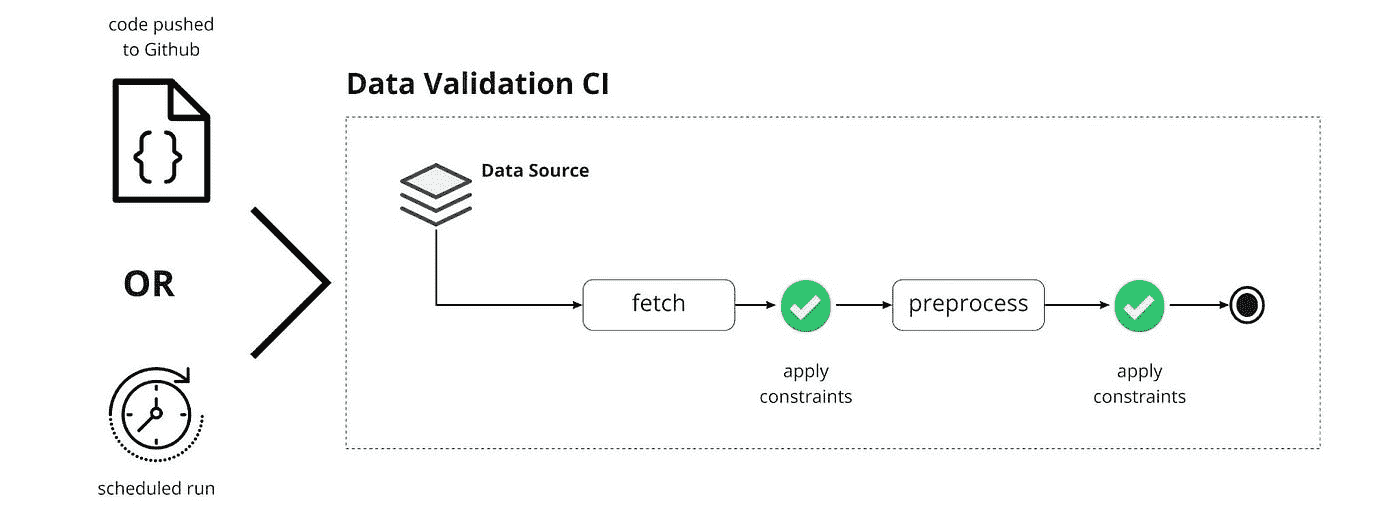 code pushed
to Github
{}
OR
scheduled run
Data Validation CI
Data Source
fetch
preprocess
apply
constraints
apply
constraints